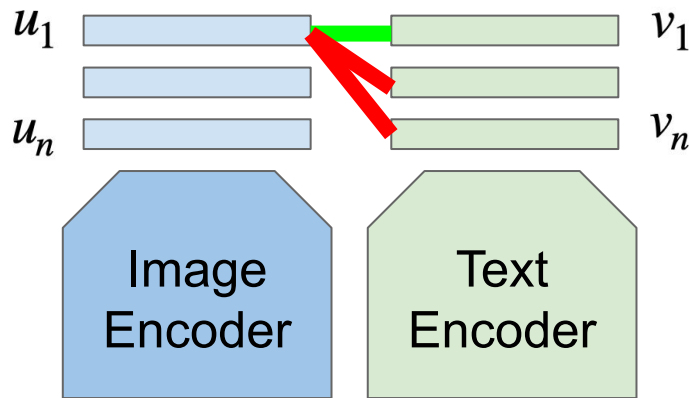 u₁ v₁
uₙ vₙ
Image Text
Encoder Encoder